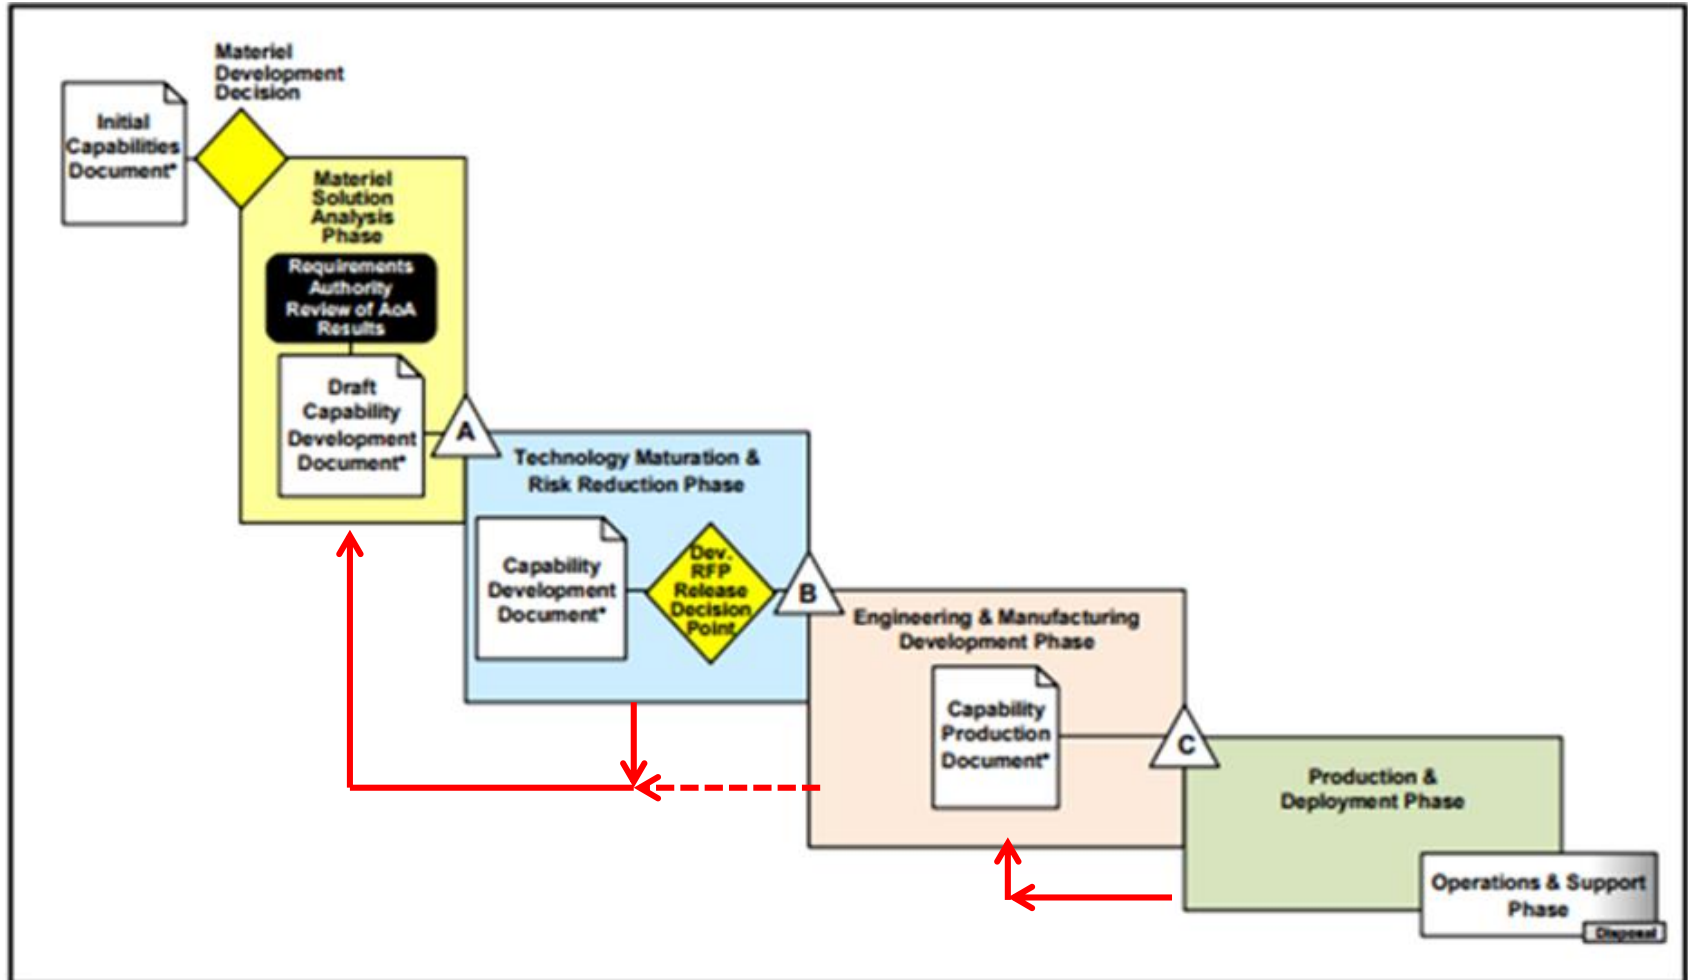 Materiel
Development
Decision
Initial
Capabilities
Document*
Materiel
Solution
Analysis
Phase
Requirements
Authority
Review of AoA
Results
Draft
Capability
Development
Document*
A
Technology Maturation &
Risk Reduction Phase
Capability
Development
Document*
Dev.
RFP
Release
Decision
Point
B
Engineering & Manufacturing
Development Phase
Capability
Production
Document*
C
Production &
Deployment Phase
Operations & Support
Phase
Disposal